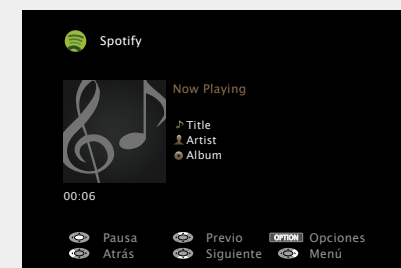 Spotify
Now Playing
Title
Artist
Album
00:06
Pausa Previo OPTION Opciones
Atrás Siguiente Menú